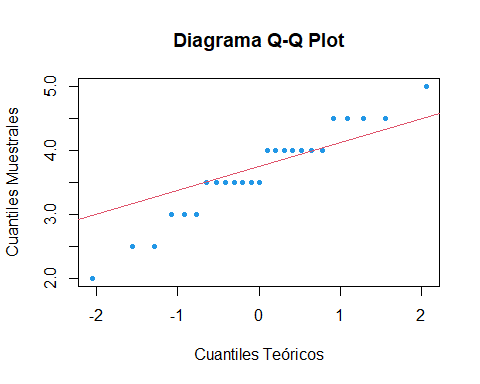 Diagrama Q-Q Plot
Cuantiles Muestrales
5.0
4.0
3.0
2.0
-2 -1 0 1 2
Cuantiles Teóricos